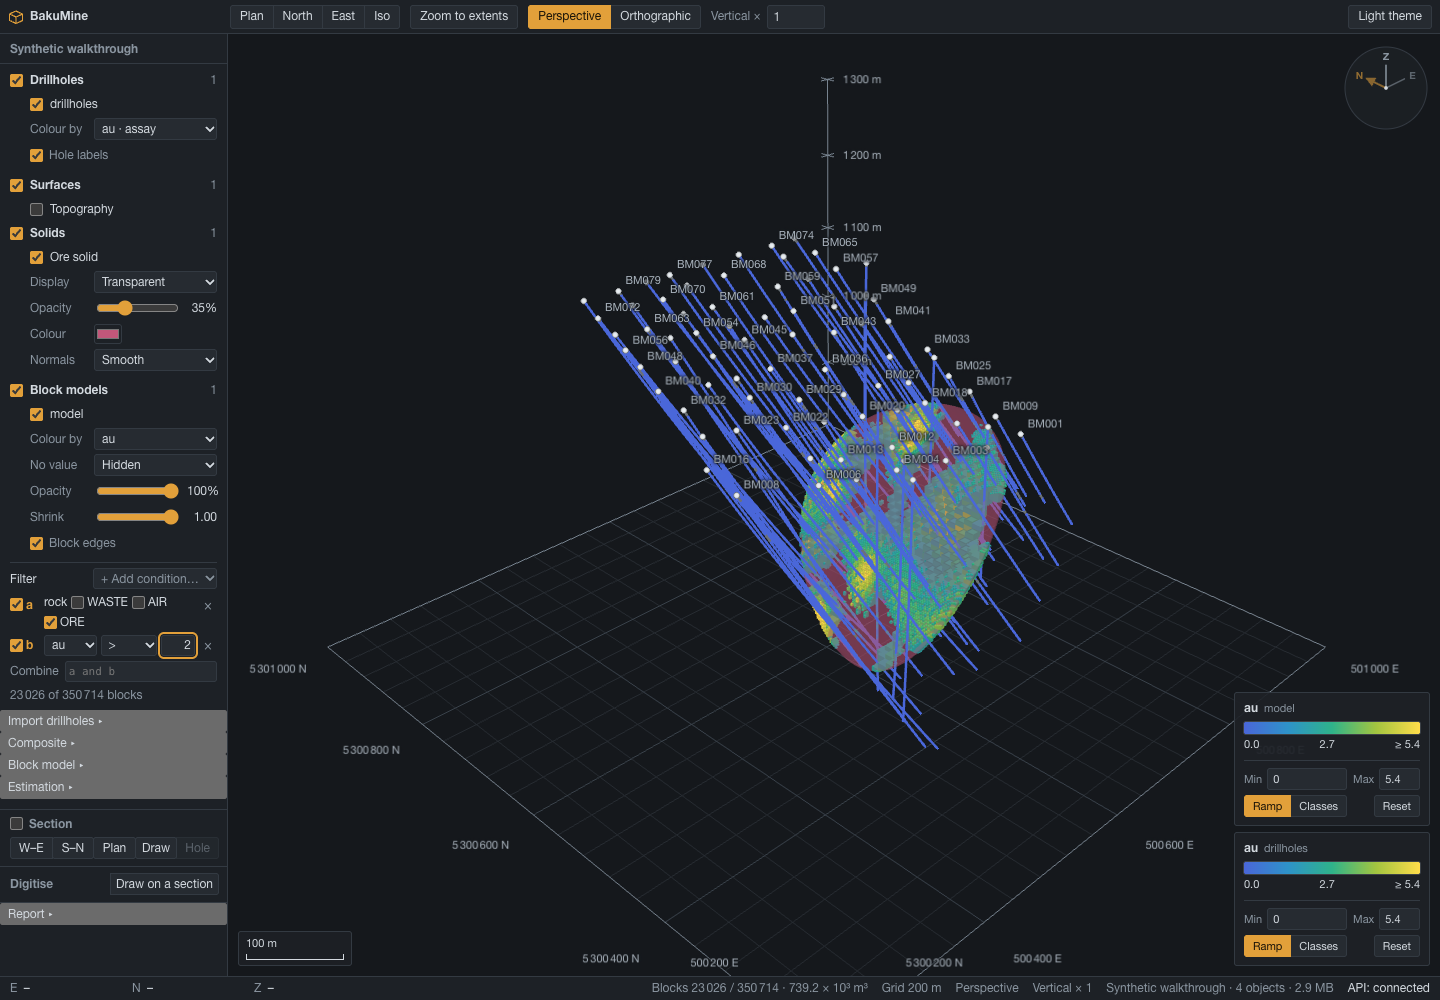 BakuMine
Plan North East Iso Zoom to extents Perspective Orthographic Vertical × 1 Light theme
Synthetic walkthrough
Drillholes 1
drillholes
Colour by au · assay
Hole labels
Surfaces 1
Topography
Solids 1
Ore solid
Display Transparent
Opacity 35%
Colour
Normals Smooth
Block models 1
model
Colour by au
No value Hidden
Opacity 100%
Shrink 1.00
Block edges
Filter + Add condition...
a rock WASTE AIR ×
ORE
b au > 2 ×
Combine a and b
23 026 of 350 714 blocks
Import drillholes ▸
Composite ▸
Block model ▸
Estimation ▸
Section
W–E S–N Plan Draw Hole
Digitise Draw on a section
Report ▸
Z
N E
1 300 m
1 200 m
1 100 m
1 000 m
BM074
BM065
BM057
BM077
BM068
BM059
BM079
BM070
BM061
BM051
BM049
BM041
BM072
BM063
BM054
BM045
BM043
BM033
BM056
BM046
BM048
BM037
BM036
BM025
BM040
BM030
BM029
BM027
BM017
BM018
BM032
BM023
BM022
BM020
BM009
BM001
BM012
BM016
BM013
BM004
BM003
BM008
BM006
5 301 000 N
5 300 800 N
5 300 600 N
5 300 400 N
5 300 200 N
500 200 E
500 400 E
500 600 E
500 800 E
501 000 E
100 m
au model
0.0 2.7 ≥ 5.4
Min 0 Max 5.4
Ramp Classes Reset
au drillholes
0.0 2.7 ≥ 5.4
Min 0 Max 5.4
Ramp Classes Reset
E – N – Z – Blocks 23 026 / 350 714 · 739.2 × 10³ m³ Grid 200 m Perspective Vertical × 1 Synthetic walkthrough · 4 objects · 2.9 MB API: connected